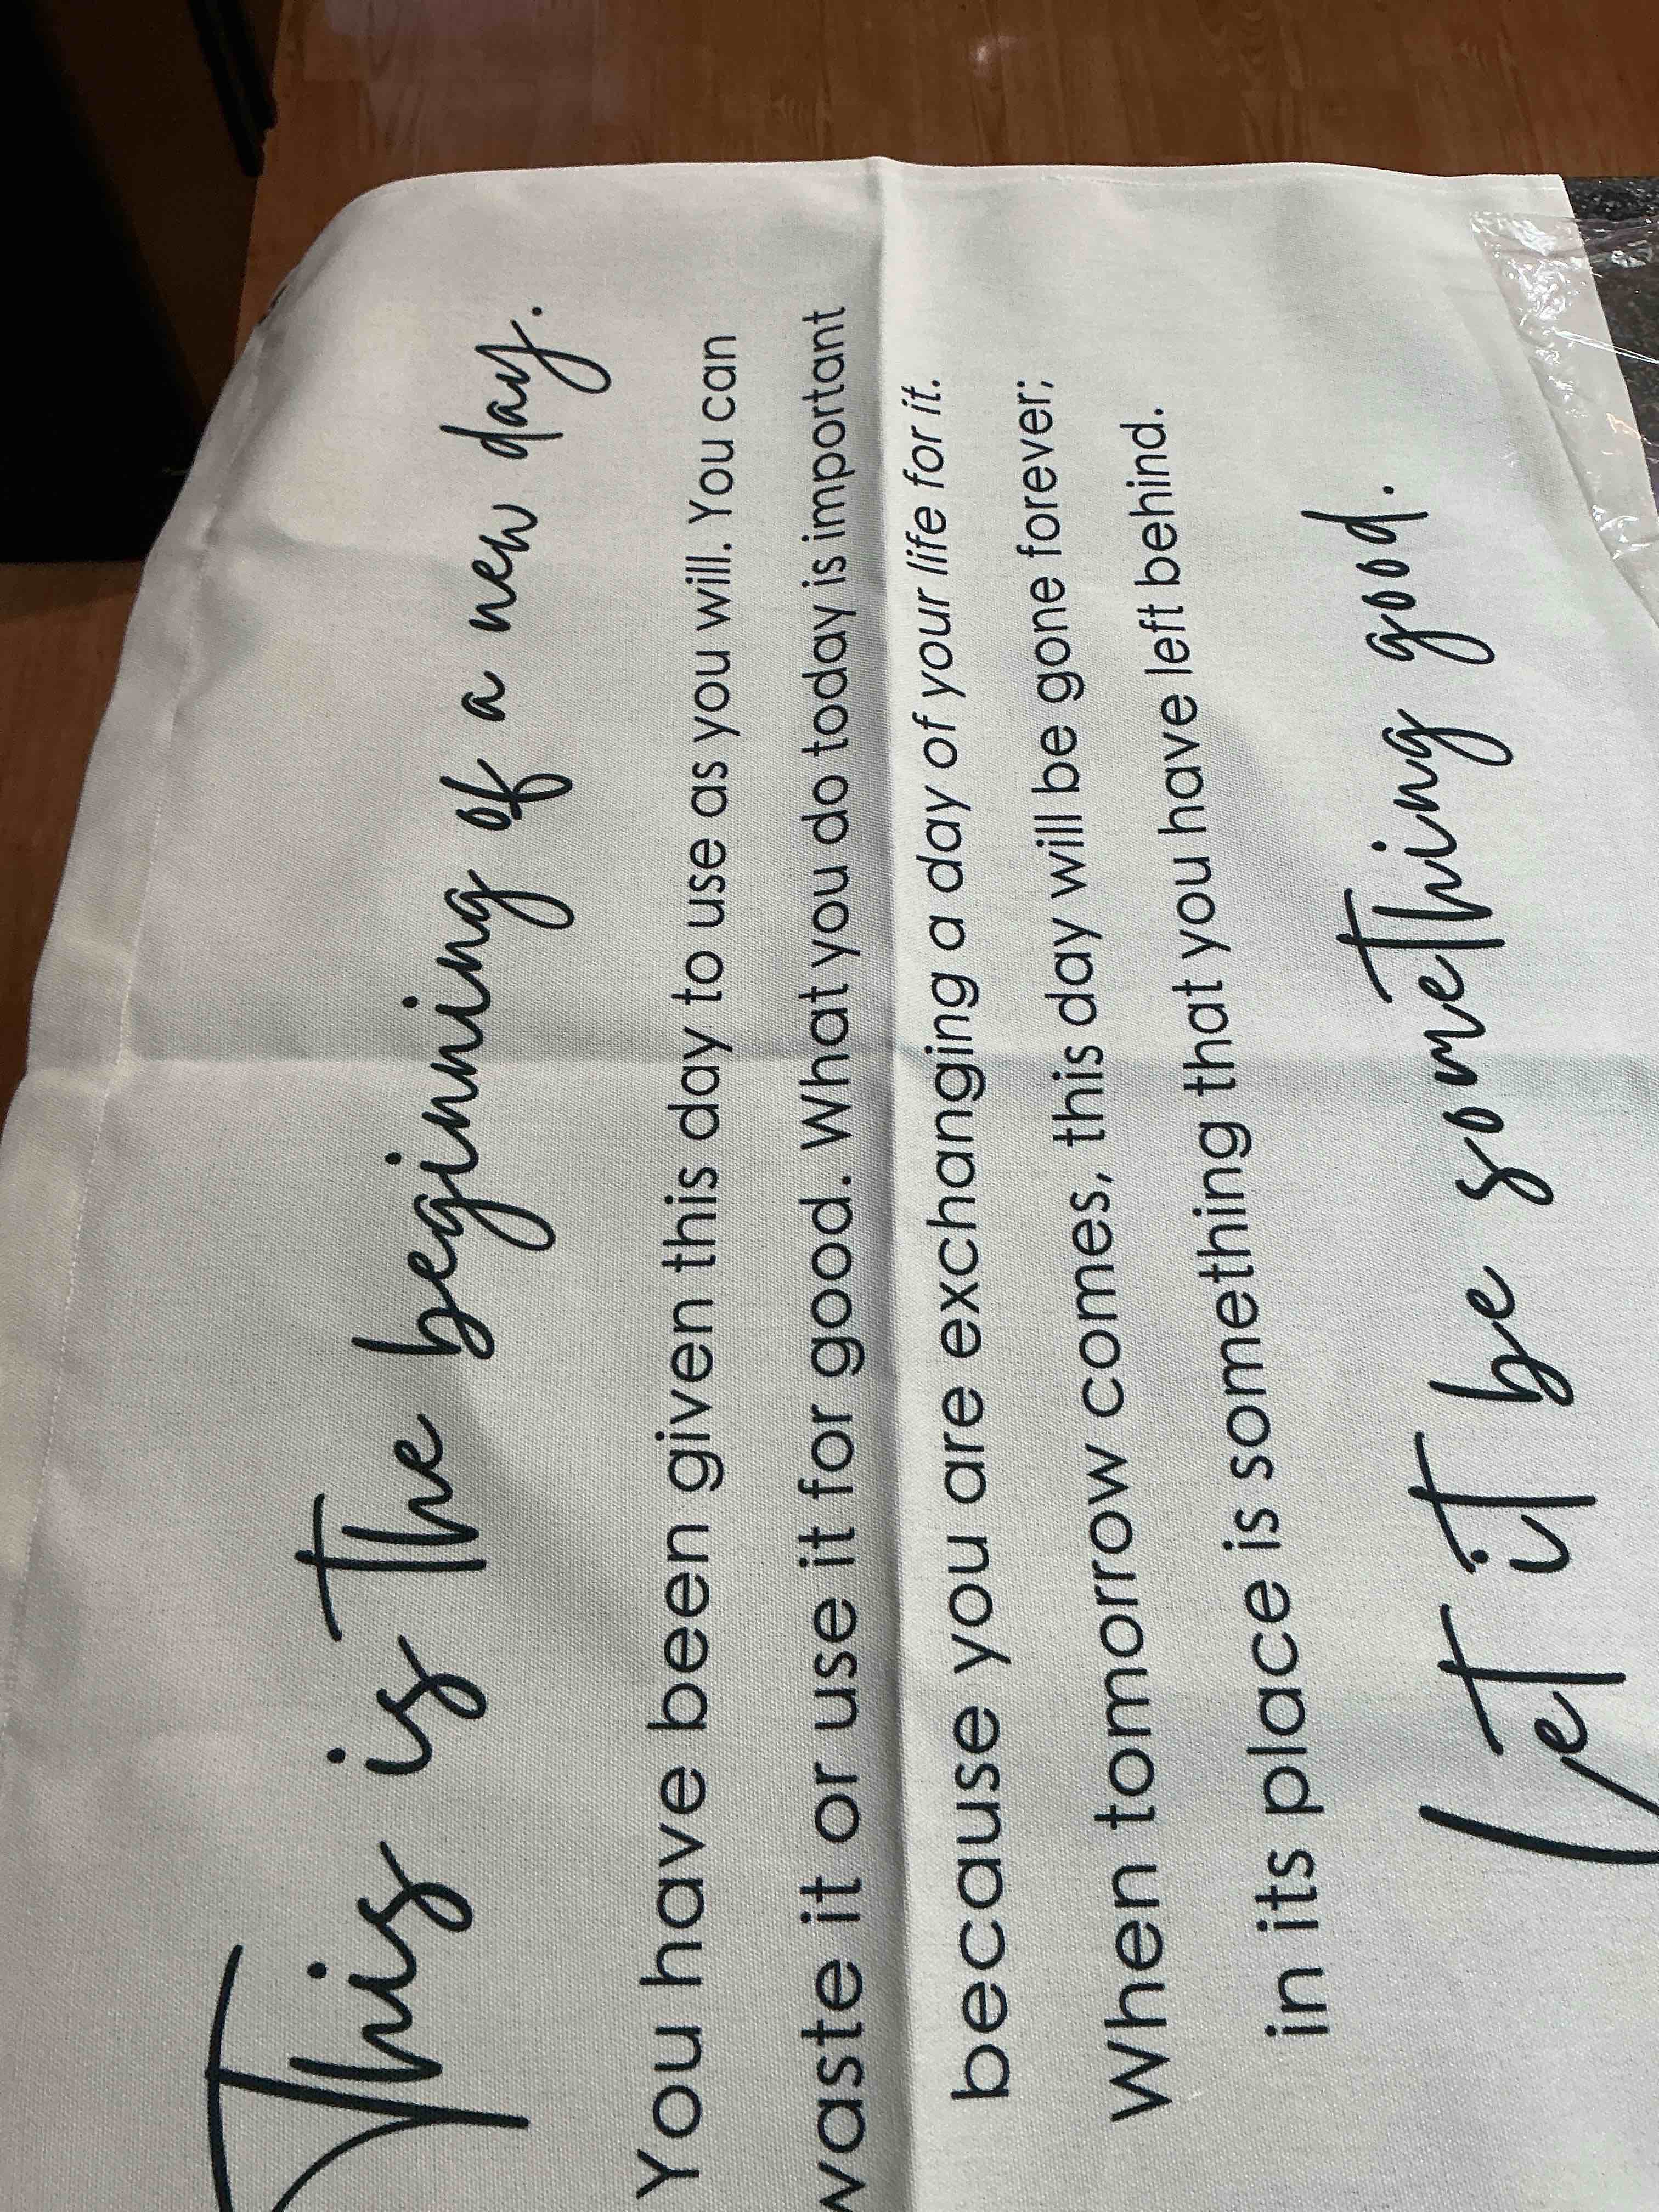 This is the beginning of a new day.
You have been given this day to use as you will. You can
waste it or use it for good. What you do today is important
because you are exchanging a day of your life for it.
When tomorrow comes, this day will be gone forever;
in its place is something that you have left behind.
Let it be something good.